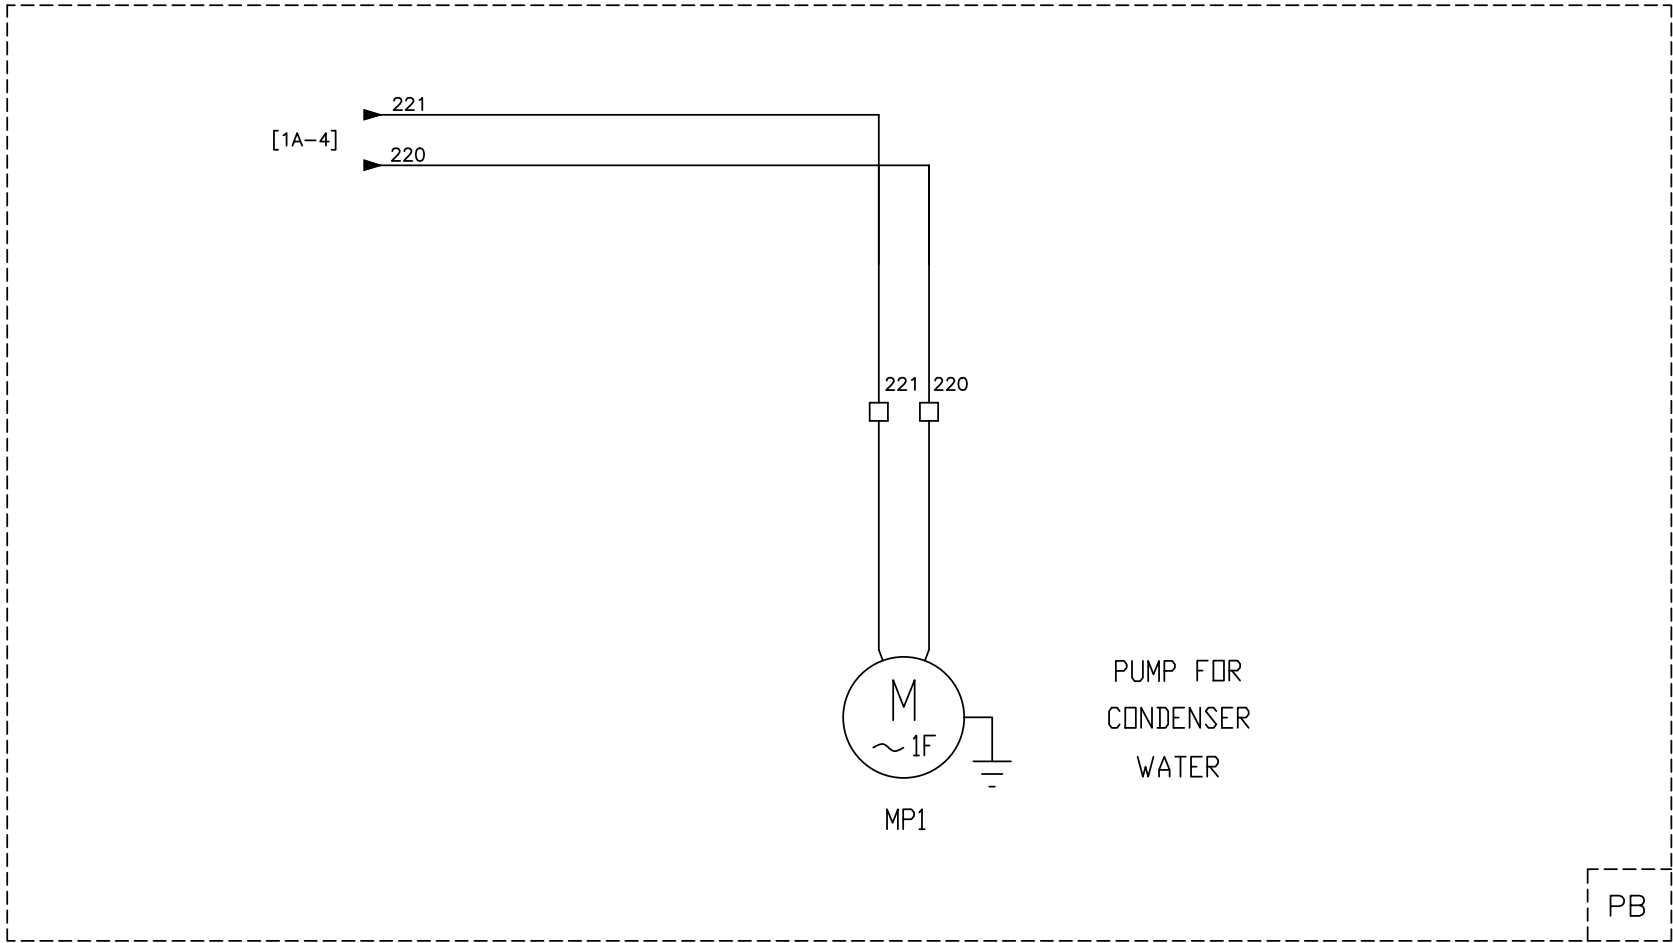 221
[1A-4]
220
221 220
M
~ 1F
MP1
PUMP FOR
CONDENSER
WATER
PB